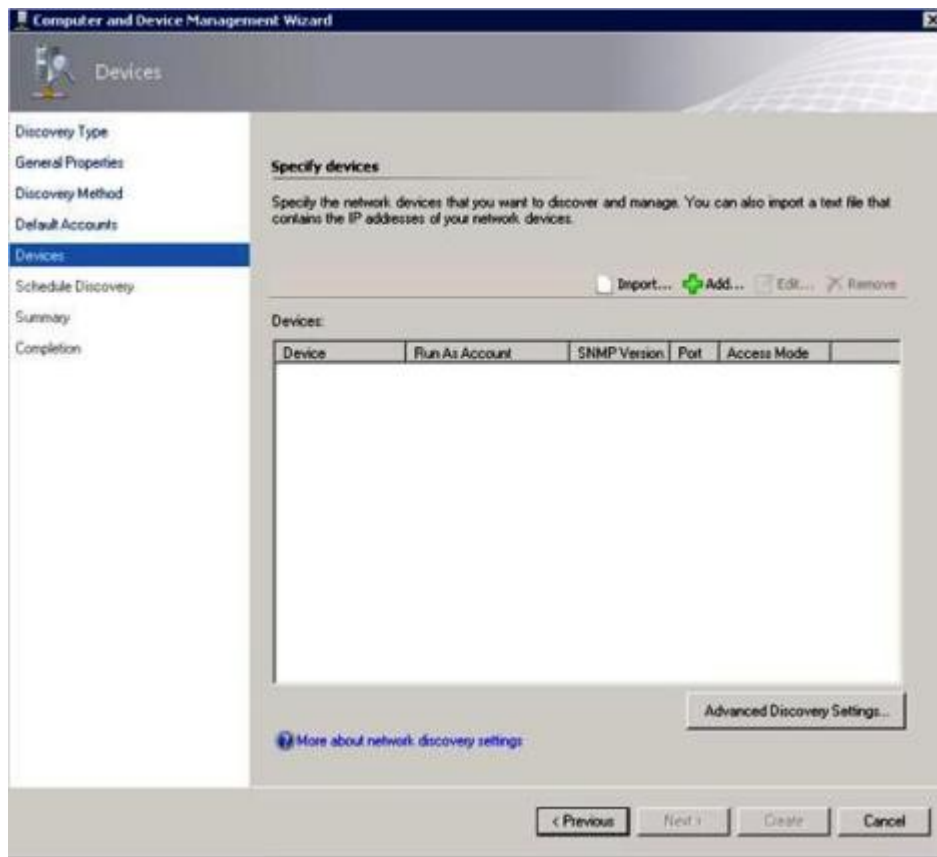 Computer and Device Management Wizard
Devices
Discovery Type
General Properties
Discovery Method
Default Accounts
Devices
Schedule Discovery
Summary
Completion
Specify devices
Specify the network devices that you want to discover and manage. You can also import a text file that
contains the IP addresses of your network devices.
Import... Add... Edit... Remove
Devices:
Device Run As Account SNMP Version Port Access Mode
Advanced Discovery Settings...
More about network discovery settings
< Previous Next > Create Cancel